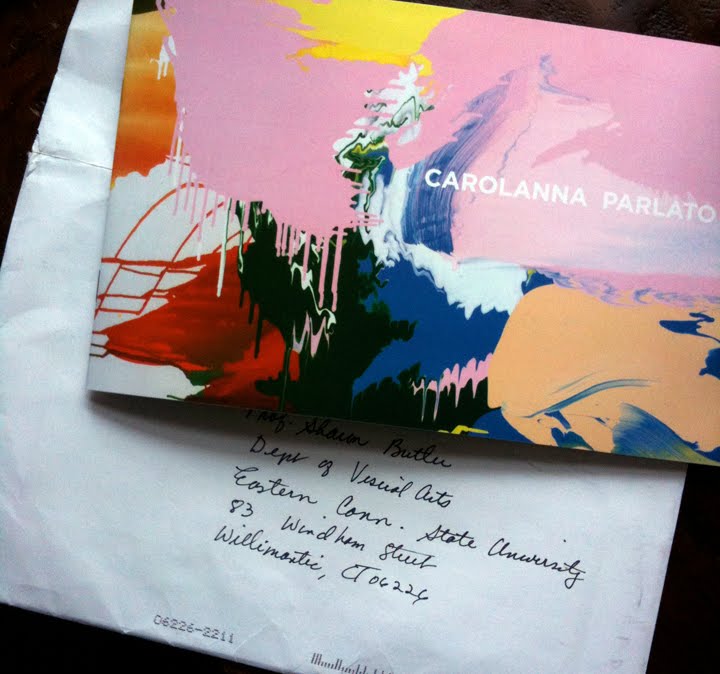 CAROLANNA PARLATO
Prof. Sharon Butler
Dept of Visual Arts
Eastern Conn. State University
83 Windham Street
Willimantic, CT 06226
06226-2211